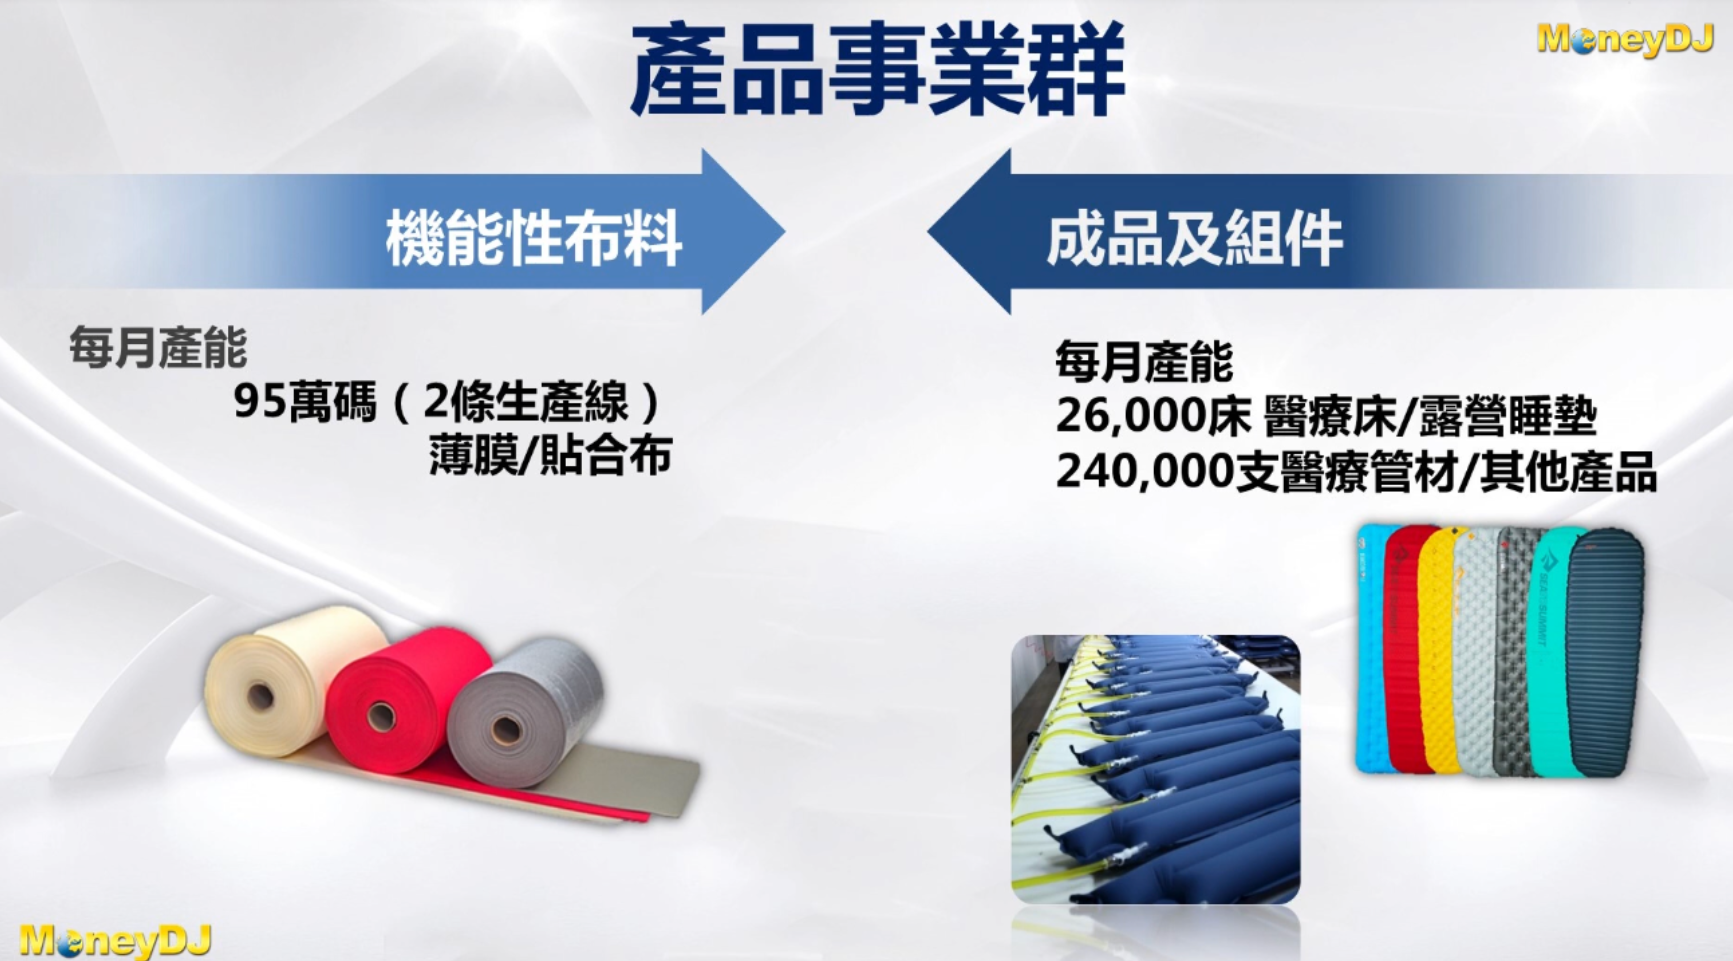 產品事業群
MoneyDJ
機能性布料
每月產能
95萬碼（2條生產線）
薄膜/貼合布
成品及組件
每月產能
26,000床 醫療床/露營睡墊
240,000支醫療管材/其他產品
SEA TO SUMMIT
MoneyDJ